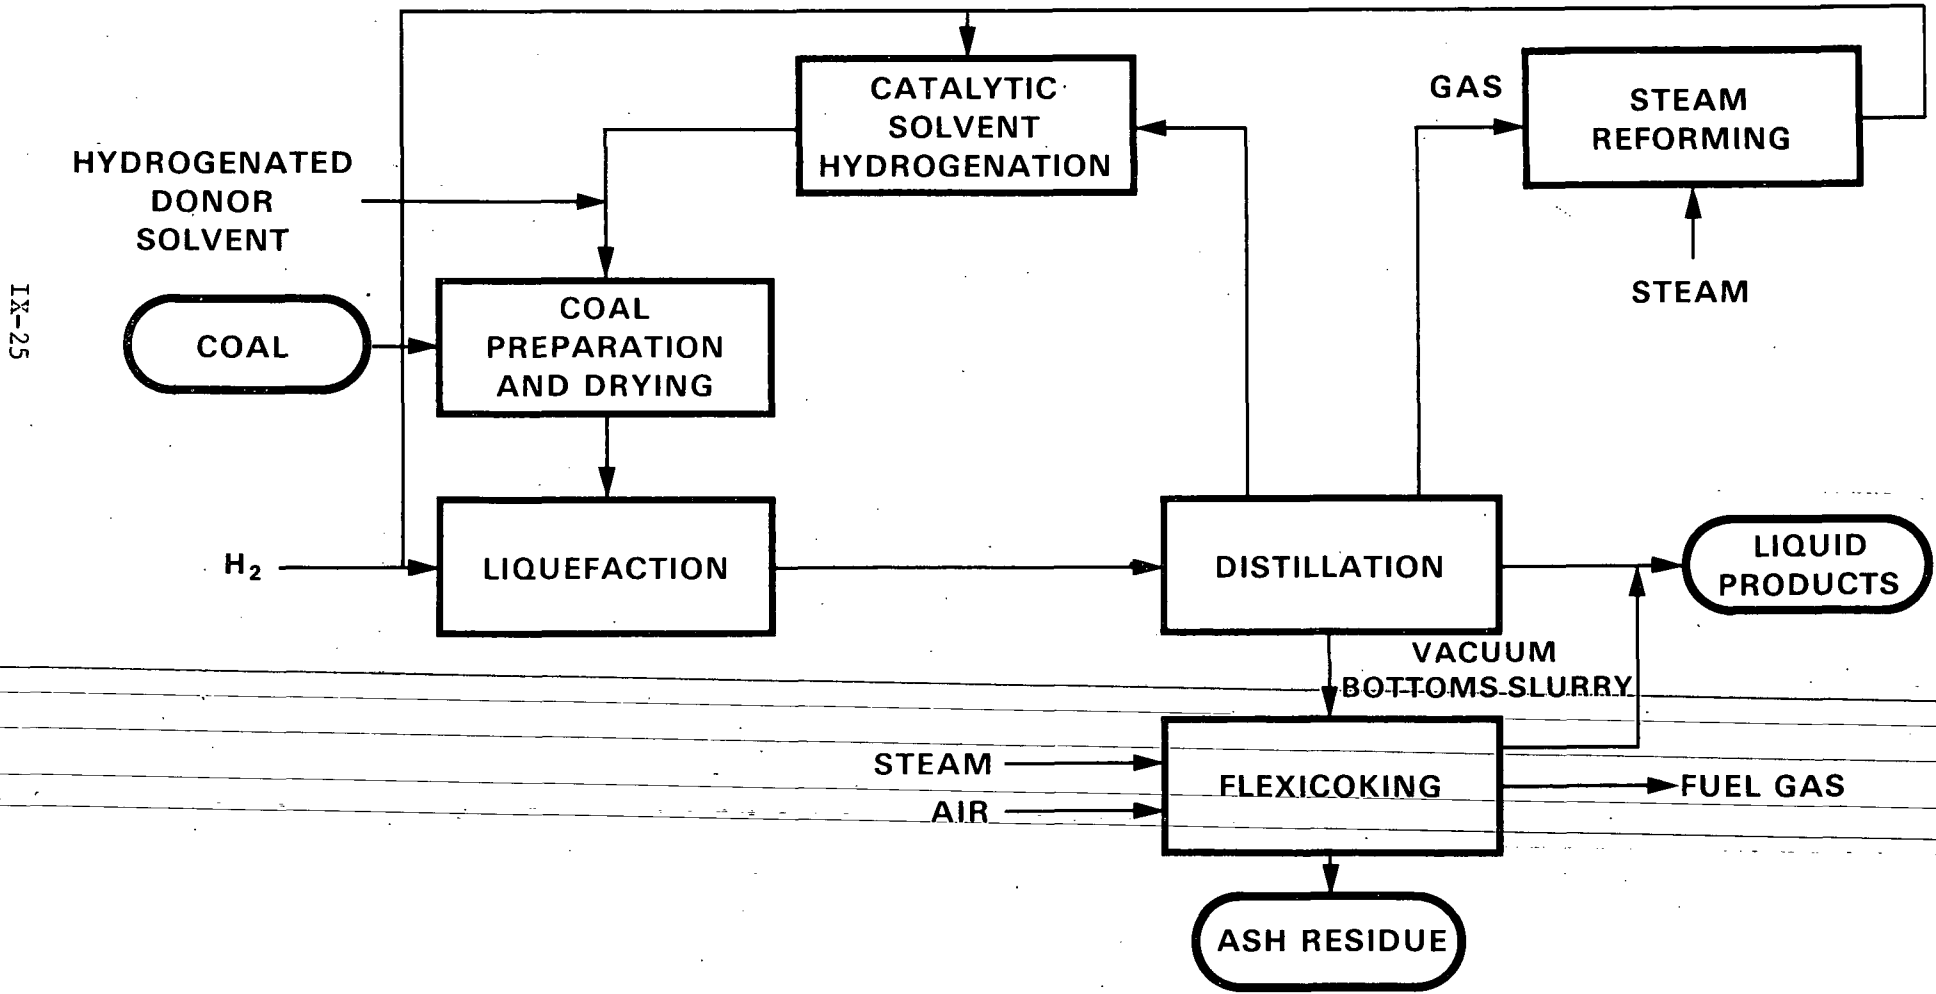 CATALYTIC
SOLVENT
HYDROGENATION
GAS
STEAM
REFORMING
HYDROGENATED
DONOR
SOLVENT
STEAM
IX-25
COAL
COAL
PREPARATION
AND DRYING
H₂
LIQUEFACTION
DISTILLATION
LIQUID
PRODUCTS
VACUUM
BOTTOMS SLURRY
STEAM
AIR
FLEXICOKING
FUEL GAS
ASH RESIDUE